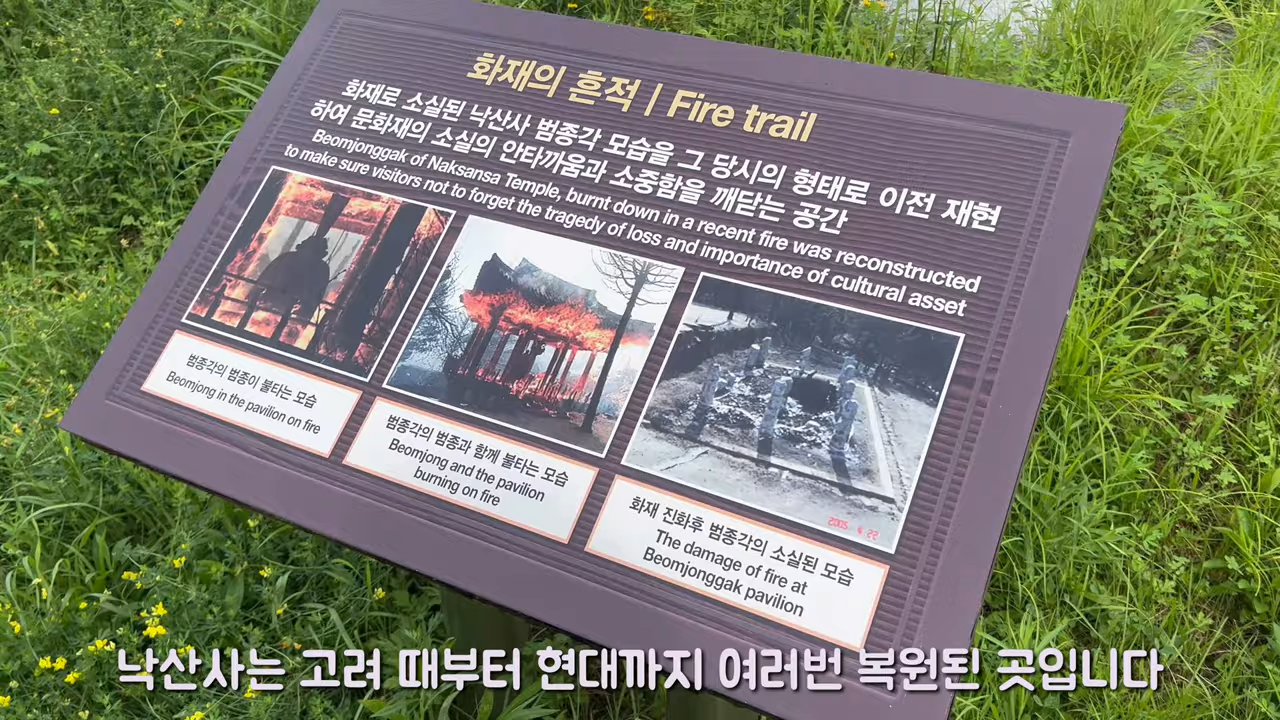 화재의 흔적 | Fire trail
화재로 소실된 낙산사 범종각 모습을 그 당시의 형태로 이전 재현
하여 문화재의 소실의 안타까움과 소중함을 깨닫는 공간
Beomjonggak of Naksansa Temple, burnt down in a recent fire was reconstructed
to make sure visitors not to forget the tragedy of loss and importance of cultural asset
범종각의 범종이 불타는 모습
Beomjong in the pavilion on fire
범종각의 범종과 함께 불타는 모습
Beomjong and the pavilion
burning on fire
2005 4 22
화재 진화후 범종각의 소실된 모습
The damage of fire at
Beomjonggak pavilion
낙산사는 고려 때부터 현대까지 여러번 복원된 곳입니다